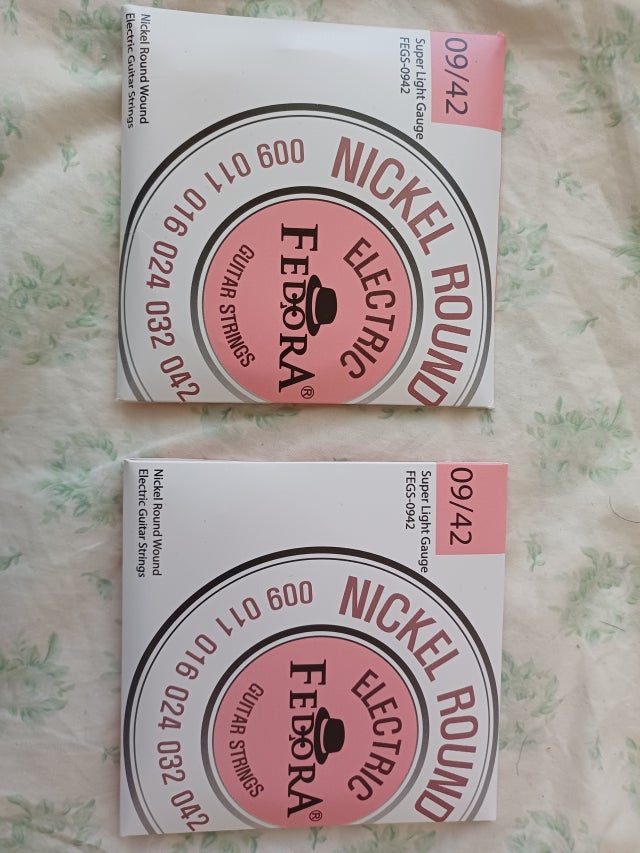 09/42
Super Light Gauge
FEGS-0942
NICKEL ROUND
009 011 016 024 032 042
ELECTRIC
FEDORA®
GUITAR STRINGS
Nickel Round Wound
Electric Guitar Strings
09/42
Super Light Gauge
FEGS-0942
NICKEL ROUND
009 011 016 024 032 042
ELECTRIC
FEDORA®
GUITAR STRINGS
Nickel Round Wound
Electric Guitar Strings